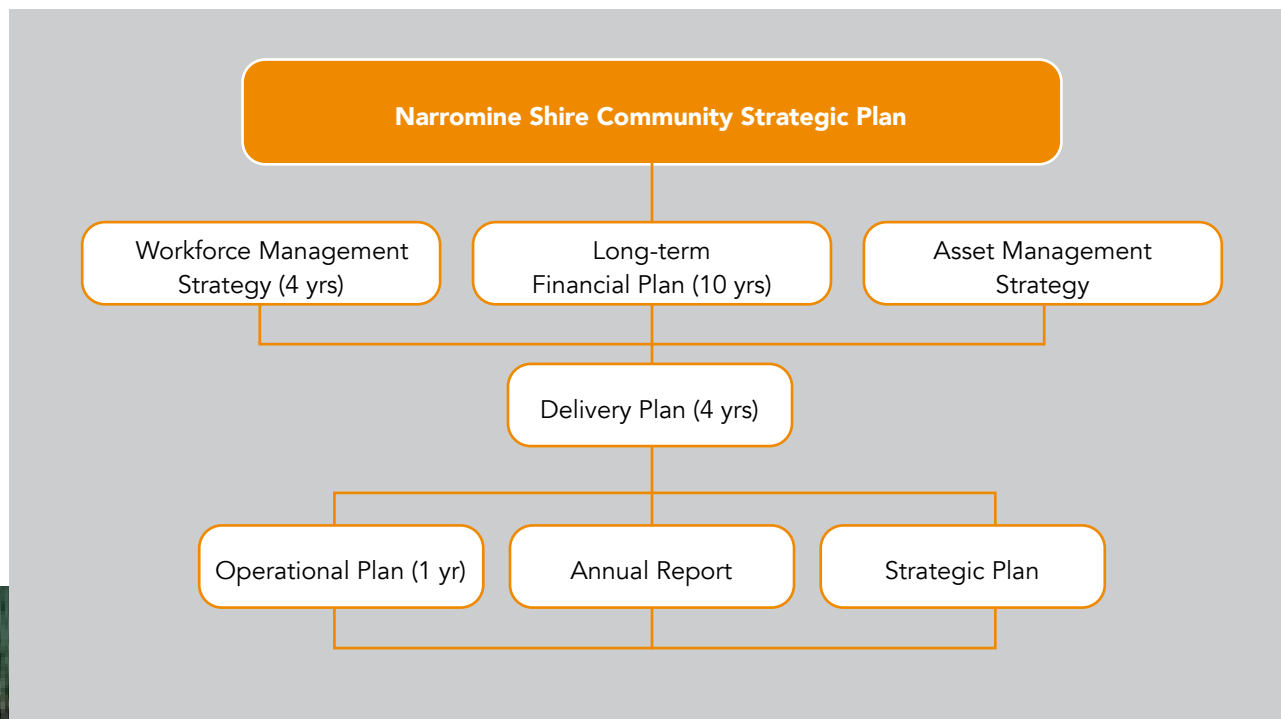 Narromine Shire Community Strategic Plan
Workforce Management
Strategy (4 yrs)
Long-term
Financial Plan (10 yrs)
Asset Management
Strategy
Delivery Plan (4 yrs)
Operational Plan (1 yr)
Annual Report
Strategic Plan